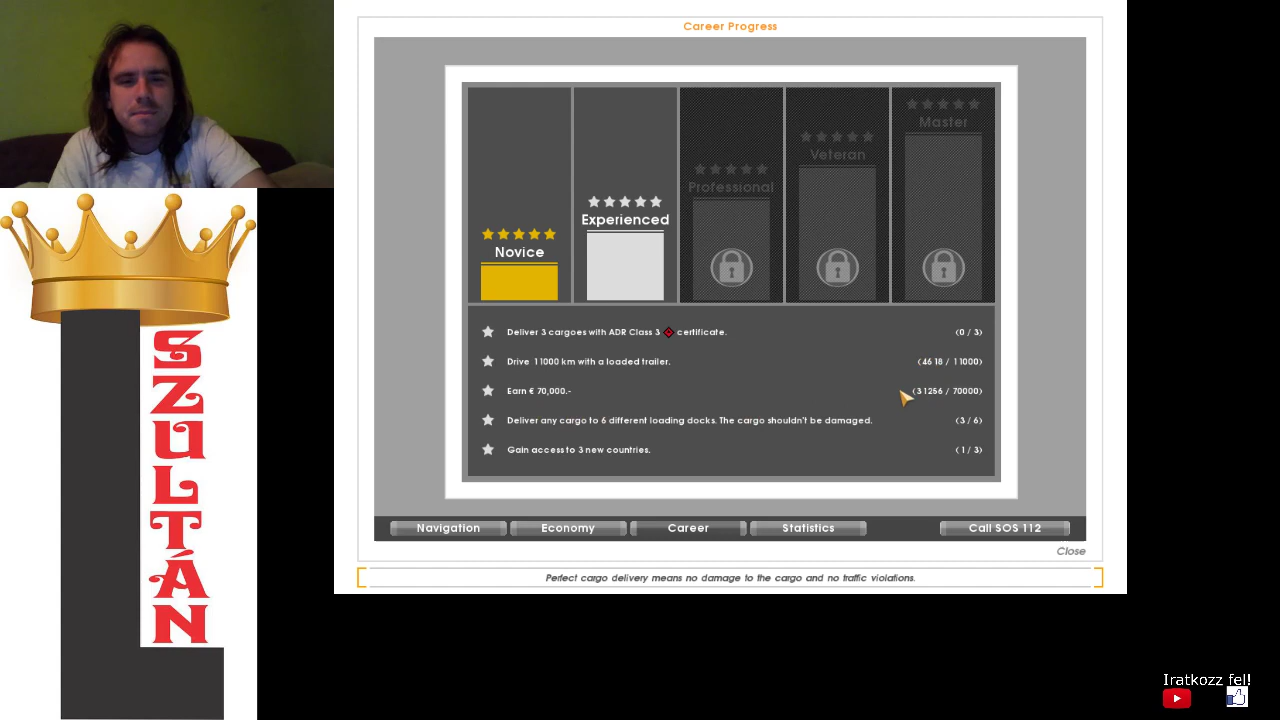 Career Progress
Master
Veteran
Professional
Experienced
Novice
Deliver 3 cargoes with ADR Class 3 certificate. (0 / 3)
Drive 11000 km with a loaded trailer. (4618 / 11000)
Earn € 70,000.- (31256 / 70000)
Deliver any cargo to 6 different loading docks. The cargo shouldn't be damaged. (3 / 6)
Gain access to 3 new countries. (1 / 3)
Navigation Economy Career Statistics Call SOS 112
Close
Perfect cargo delivery means no damage to the cargo and no traffic violations.
L
SZULTÁN
Iratkozz fel!